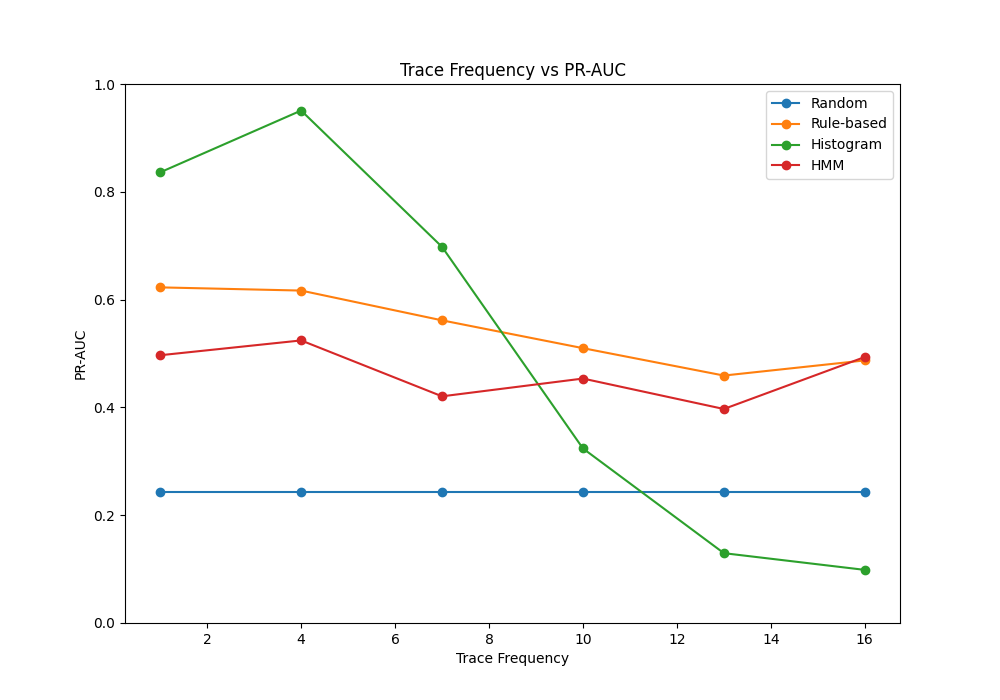 Trace Frequency vs PR-AUC
1.0
0.8
0.6
0.4
0.2
0.0
PR-AUC
2 4 6 8 10 12 14 16
Trace Frequency
Random
Rule-based
Histogram
HMM